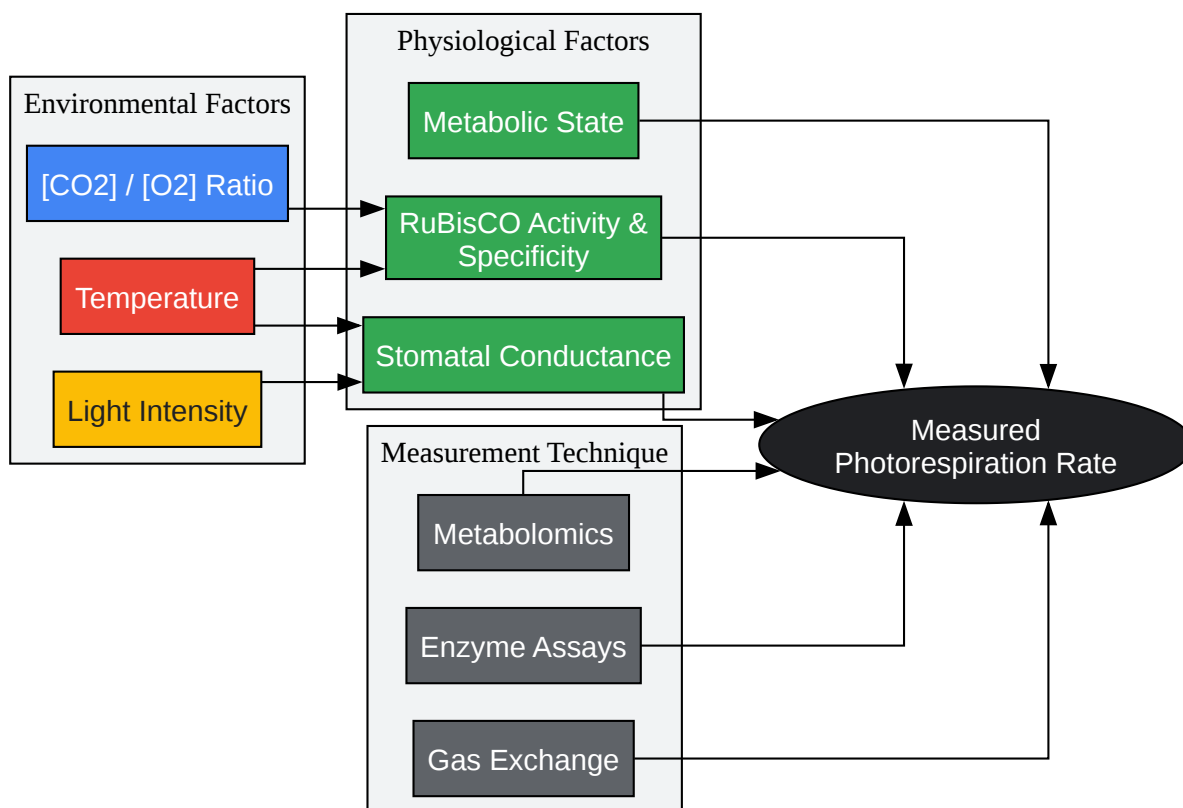 Environmental Factors
[CO2] / [O2] Ratio
Temperature
Light Intensity
Physiological Factors
Metabolic State
RuBisCO Activity &
Specificity
Stomatal Conductance
Measurement Technique
Metabolomics
Enzyme Assays
Gas Exchange
Measured
Photorespiration Rate